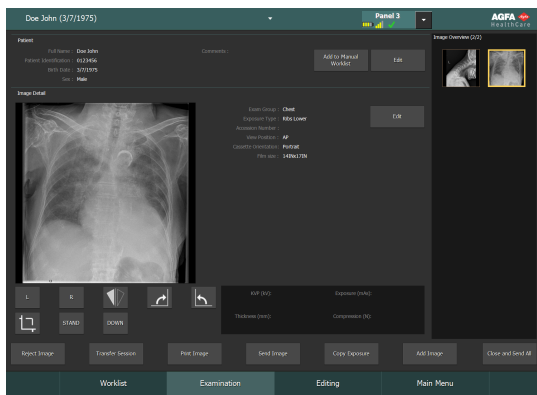 Doe John (3/7/1975)
Panel 3
AGFA
HealthCare
Patient
Full Name : Doe John
Patient Identification : 0123456
Birth Date : 3/7/1975
Sex : Male
Comments :
Add to Manual
Worklist
Edit
Image Overview (2/2)
Image Detail
Exam Group : Chest
Exposure Type : Ribs Lower
Accession Number :
View Position : AP
Cassette Orientation : Portrait
Film size : 14INx17IN
Edit
L
R
STAND
DOWN
KVP (kV):
Exposure (mAs):
Thickness (mm):
Compression (N):
Reject Image
Transfer Session
Print Image
Send Image
Copy Exposure
Add Image
Close and Send All
Worklist
Examination
Editing
Main Menu